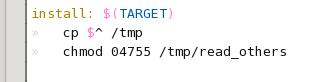 install: $(TARGET)
»   cp $^ /tmp
»   chmod 04755 /tmp/read_others